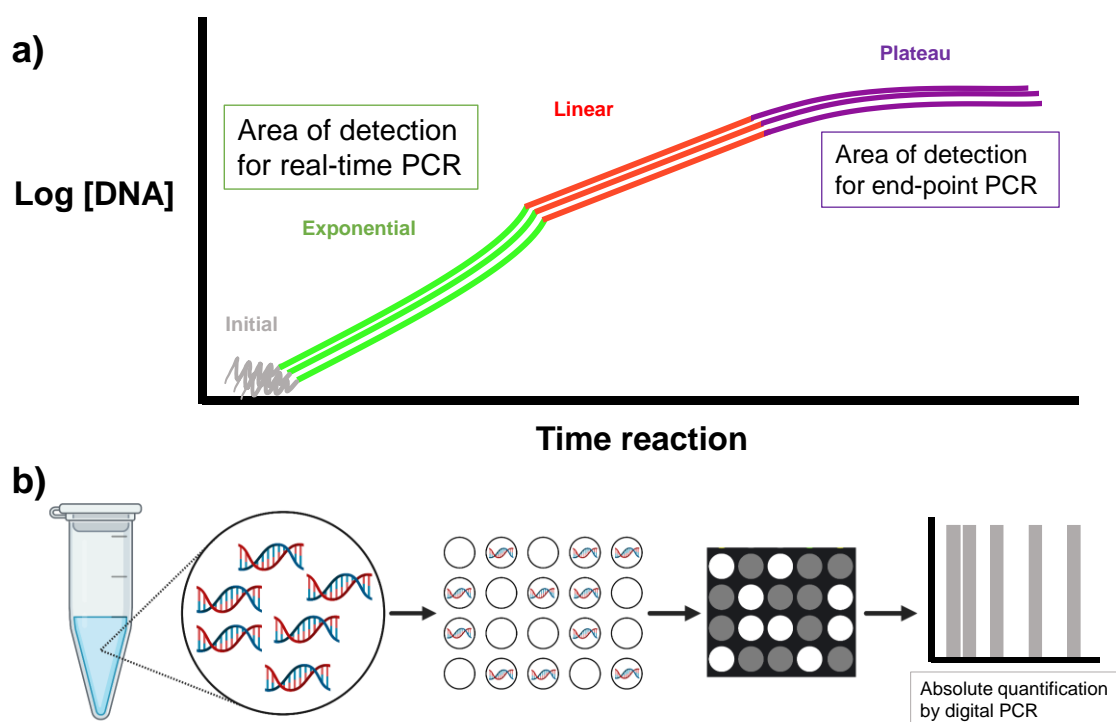 a)
Plateau
Linear
Area of detection
for real-time PCR
Area of detection
for end-point PCR
Log [DNA]
Exponential
Initial
Time reaction
b)
Absolute quantification
by digital PCR